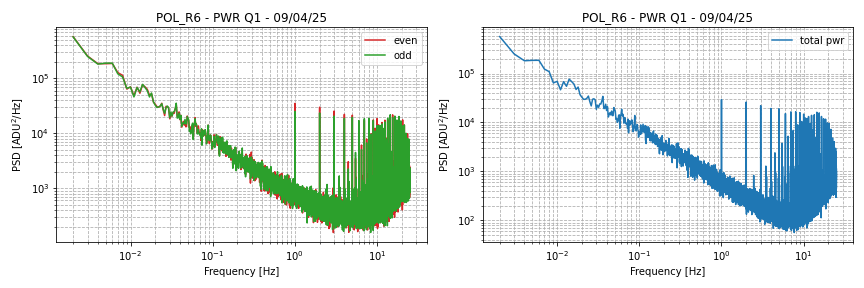 POL_R6 - PWR Q1 - 09/04/25
even
odd
PSD [ADU²/Hz]
10⁵
10⁴
10³
10⁻²
10⁻¹
10⁰
10¹
Frequency [Hz]
POL_R6 - PWR Q1 - 09/04/25
total pwr
PSD [ADU²/Hz]
10⁵
10⁴
10³
10²
10⁻²
10⁻¹
10⁰
10¹
Frequency [Hz]